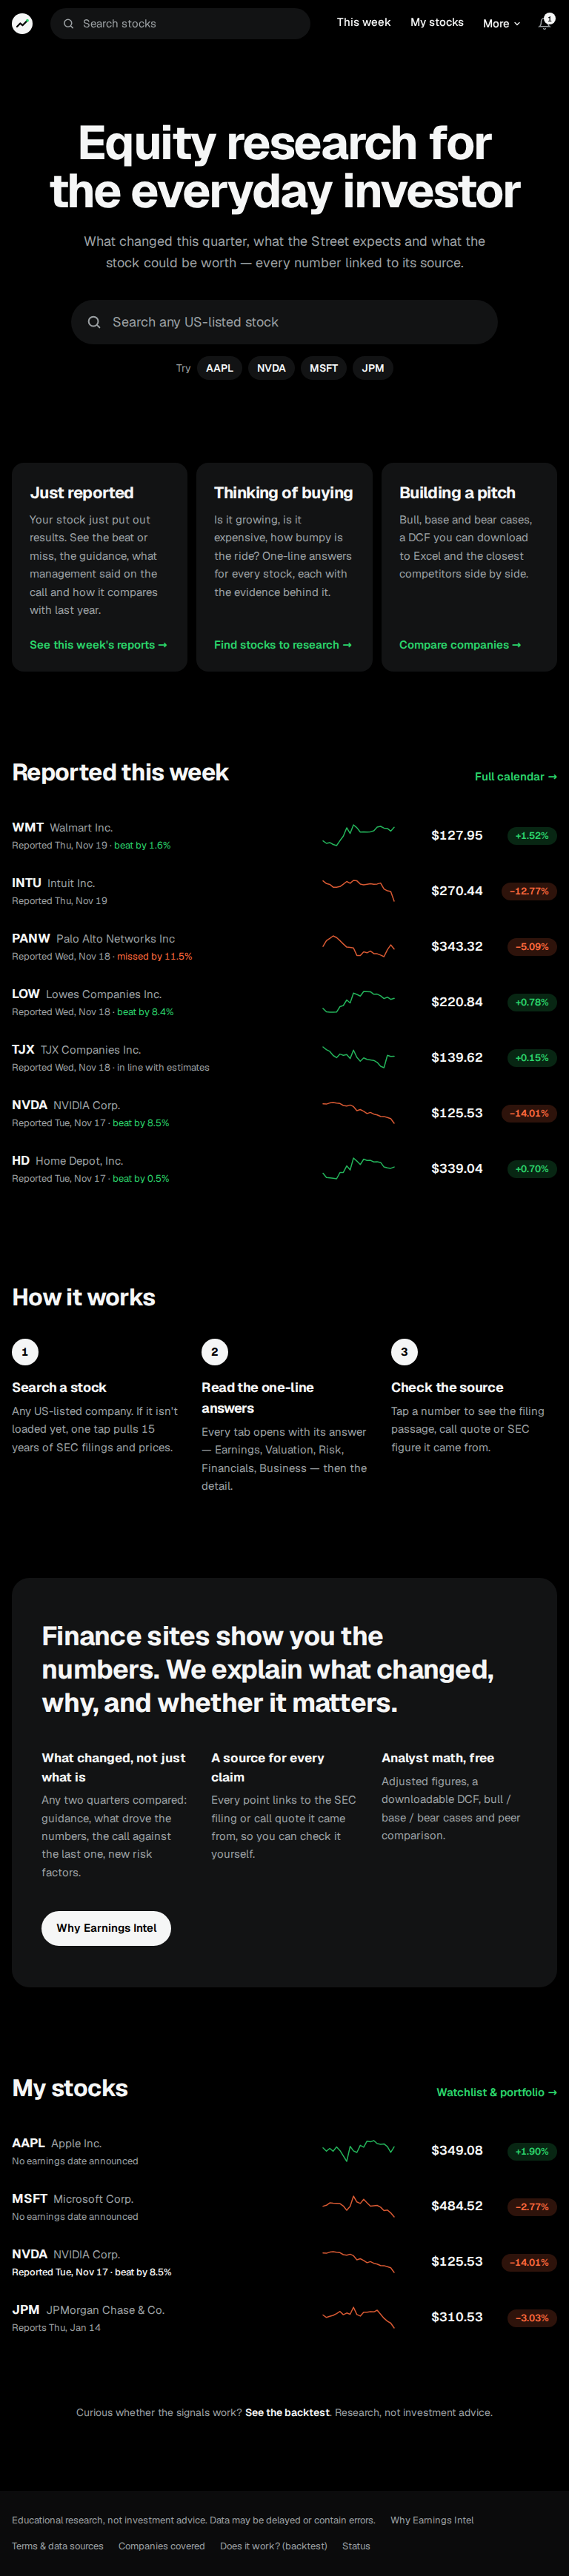 Search stocks
This week
My stocks
More
1
Equity research for
the everyday investor
What changed this quarter, what the Street expects and what the
stock could be worth — every number linked to its source.
Search any US-listed stock
Try AAPL NVDA MSFT JPM
Just reported
Your stock just put out
results. See the beat or
miss, the guidance, what
management said on the
call and how it compares
with last year.
See this week's reports →
Thinking of buying
Is it growing, is it
expensive, how bumpy is
the ride? One-line answers
for every stock, each with
the evidence behind it.
Find stocks to research →
Building a pitch
Bull, base and bear cases,
a DCF you can download
to Excel and the closest
competitors side by side.
Compare companies →
Reported this week
Full calendar →
WMT Walmart Inc.
Reported Thu, Nov 19 · beat by 1.6%
$127.95
+1.52%
INTU Intuit Inc.
Reported Thu, Nov 19
$270.44
−12.77%
PANW Palo Alto Networks Inc
Reported Wed, Nov 18 · missed by 11.5%
$343.32
−5.09%
LOW Lowes Companies Inc.
Reported Wed, Nov 18 · beat by 8.4%
$220.84
+0.78%
TJX TJX Companies Inc.
Reported Wed, Nov 18 · in line with estimates
$139.62
+0.15%
NVDA NVIDIA Corp.
Reported Tue, Nov 17 · beat by 8.5%
$125.53
−14.01%
HD Home Depot, Inc.
Reported Tue, Nov 17 · beat by 0.5%
$339.04
+0.70%
How it works
1
Search a stock
Any US-listed company. If it isn't
loaded yet, one tap pulls 15
years of SEC filings and prices.
2
Read the one-line
answers
Every tab opens with its answer
— Earnings, Valuation, Risk,
Financials, Business — then the
detail.
3
Check the source
Tap a number to see the filing
passage, call quote or SEC
figure it came from.
Finance sites show you the
numbers. We explain what changed,
why, and whether it matters.
What changed, not just
what is
Any two quarters compared:
guidance, what drove the
numbers, the call against
the last one, new risk
factors.
A source for every
claim
Every point links to the SEC
filing or call quote it came
from, so you can check it
yourself.
Analyst math, free
Adjusted figures, a
downloadable DCF, bull /
base / bear cases and peer
comparison.
Why Earnings Intel
My stocks
Watchlist & portfolio →
AAPL Apple Inc.
No earnings date announced
$349.08
+1.90%
MSFT Microsoft Corp.
No earnings date announced
$484.52
−2.77%
NVDA NVIDIA Corp.
Reported Tue, Nov 17 · beat by 8.5%
$125.53
−14.01%
JPM JPMorgan Chase & Co.
Reports Thu, Jan 14
$310.53
−3.03%
Curious whether the signals work? See the backtest. Research, not investment advice.
Educational research, not investment advice. Data may be delayed or contain errors. Why Earnings Intel
Terms & data sources Companies covered Does it work? (backtest) Status